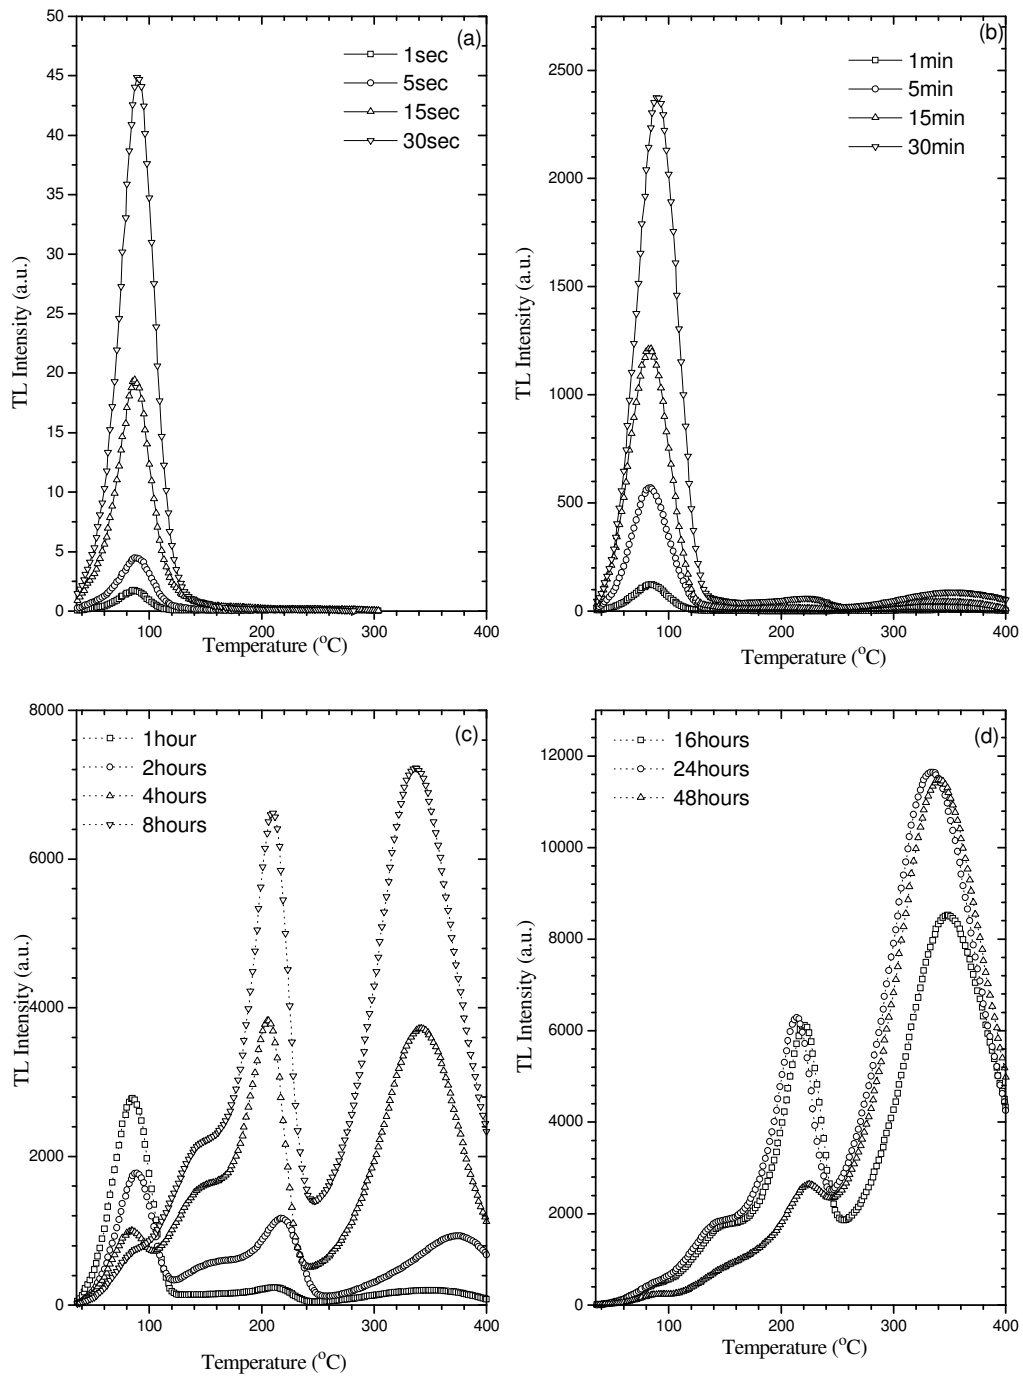 (a)
1sec
5sec
15sec
30sec
50
45
40
35
30
25
20
15
10
5
0
TL Intensity (a.u.)
100
200
300
400
Temperature (°C)
(b)
1min
5min
15min
30min
2500
2000
1500
1000
500
0
TL Intensity (a.u.)
100
200
300
400
Temperature (°C)
(c)
1hour
2hours
4hours
8hours
8000
6000
4000
2000
0
TL Intensity (a.u.)
100
200
300
400
Temperature (°C)
(d)
16hours
24hours
48hours
12000
10000
8000
6000
4000
2000
0
TL Intensity (a.u.)
100
200
300
400
Temperature (°C)